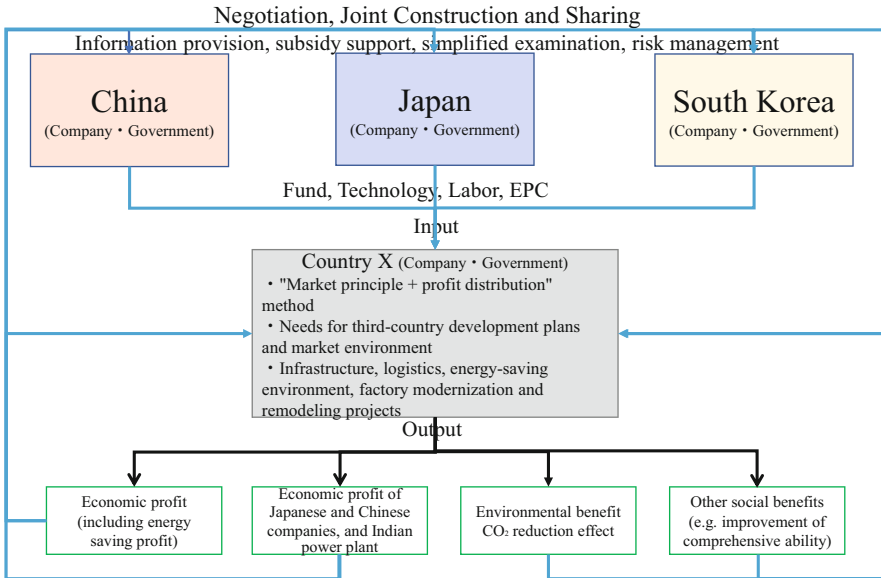 Negotiation, Joint Construction and Sharing
Information provision, subsidy support, simplified examination, risk management
China
(Company・Government)
Japan
(Company・Government)
South Korea
(Company・Government)
Fund, Technology, Labor, EPC
Input
Country X (Company・Government)
・"Market principle + profit distribution"
method
・Needs for third-country development plans
and market environment
・Infrastructure, logistics, energy-saving
environment, factory modernization and
remodeling projects
Output
Economic profit
(including energy
saving profit)
Economic profit of
Japanese and Chinese
companies, and Indian
power plant
Environmental benefit
CO₂ reduction effect
Other social benefits
(e.g. improvement of
comprehensive ability)